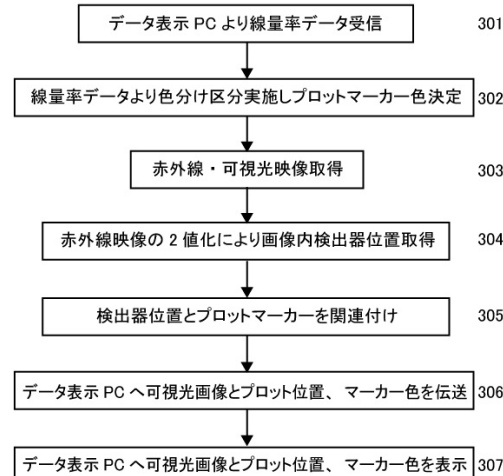 データ表示 PC より線量率データ受信 301
線量率データより色分け区分実施しプロットマーカー色決定 302
赤外線・可視光映像取得 303
赤外線映像の 2 値化により画像内検出器位置取得 304
検出器位置とプロットマーカーを関連付け 305
データ表示 PC へ可視光画像とプロット位置、マーカー色を伝送 306
データ表示 PC へ可視光画像とプロット位置、マーカー色を表示 307